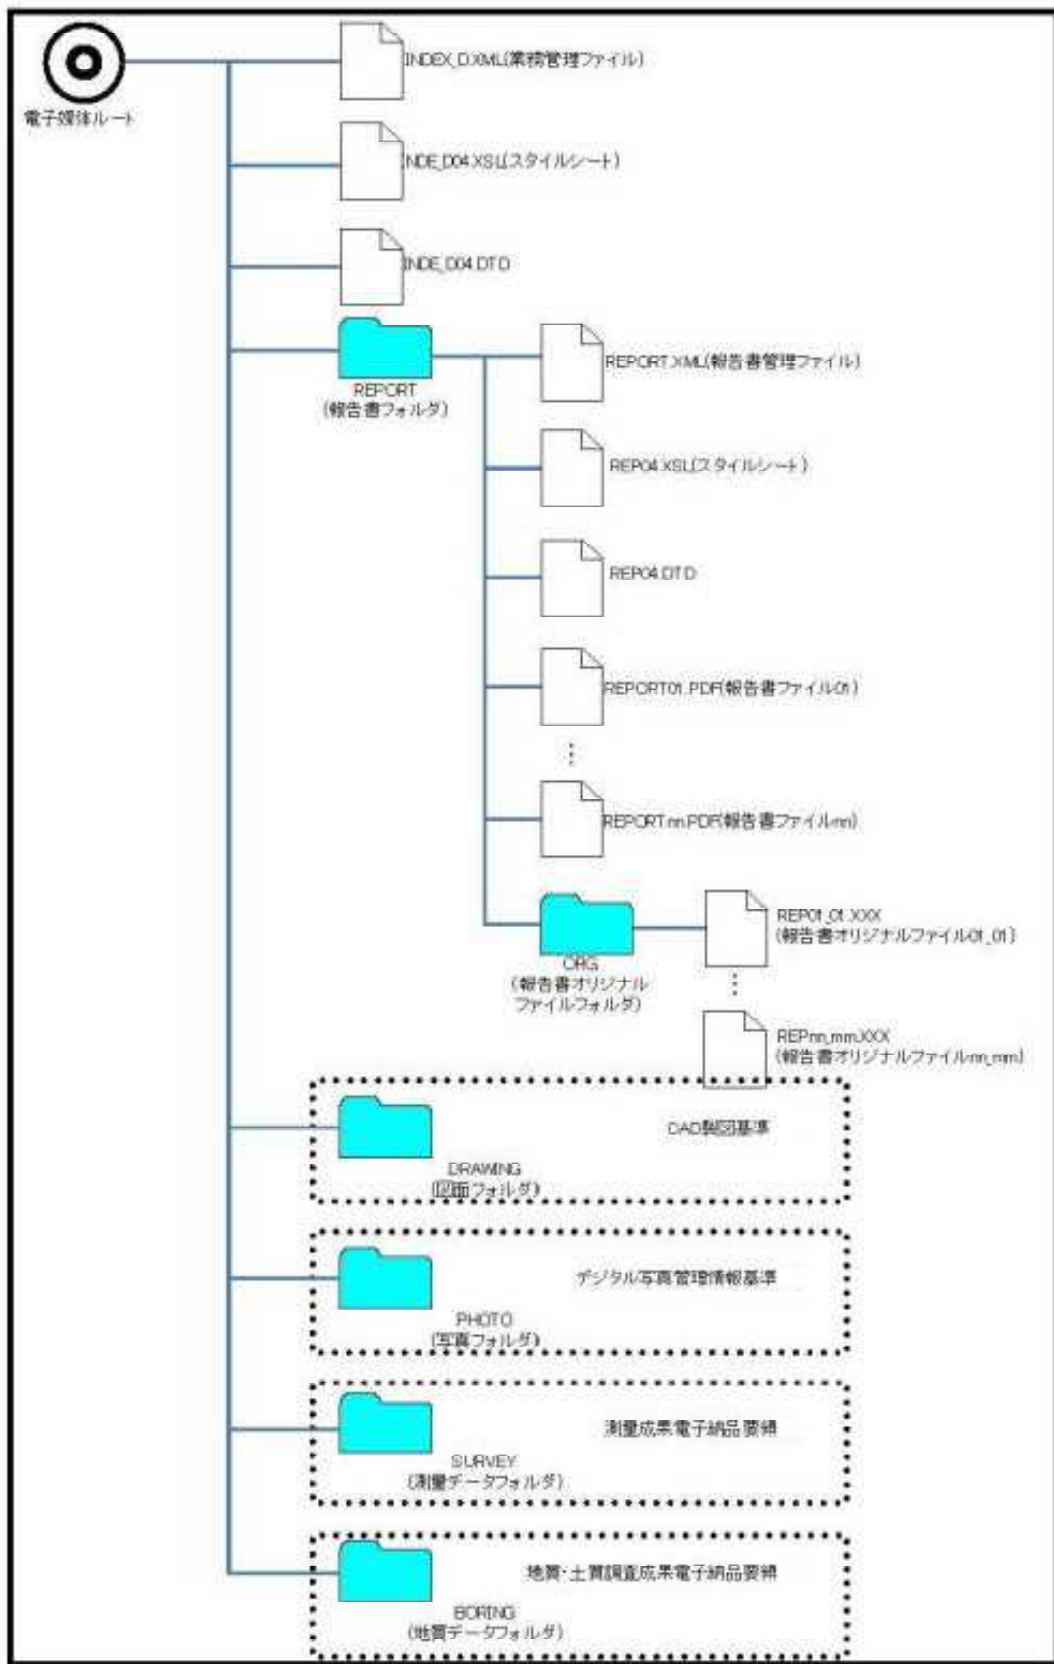 INDEX_D.XML(業務管理ファイル)
電子媒体ルート
INDE_D04.XSL(スタイルシート)
INDE_D04.DTD
REPORT.XML(報告書管理ファイル)
REPORT
(報告書フォルダ)
REP04.XSL(スタイルシート)
REP04.DTD
REPORT01.PDF(報告書ファイル01)
REPORTnn.PDF(報告書ファイルnn)
REP01_01.XXX
(報告書オリジナルファイル01_01)
ORG
(報告書オリジナル
ファイルフォルダ)
REPnn_mm.XXX
(報告書オリジナルファイルnn_mm)
CAD製図基準
DRAWING
(図面フォルダ)
デジタル写真管理情報基準
PHOTO
(写真フォルダ)
測量成果電子納品要領
SURVEY
(測量データフォルダ)
地質・土質調査成果電子納品要領
BORING
(地質データフォルダ)